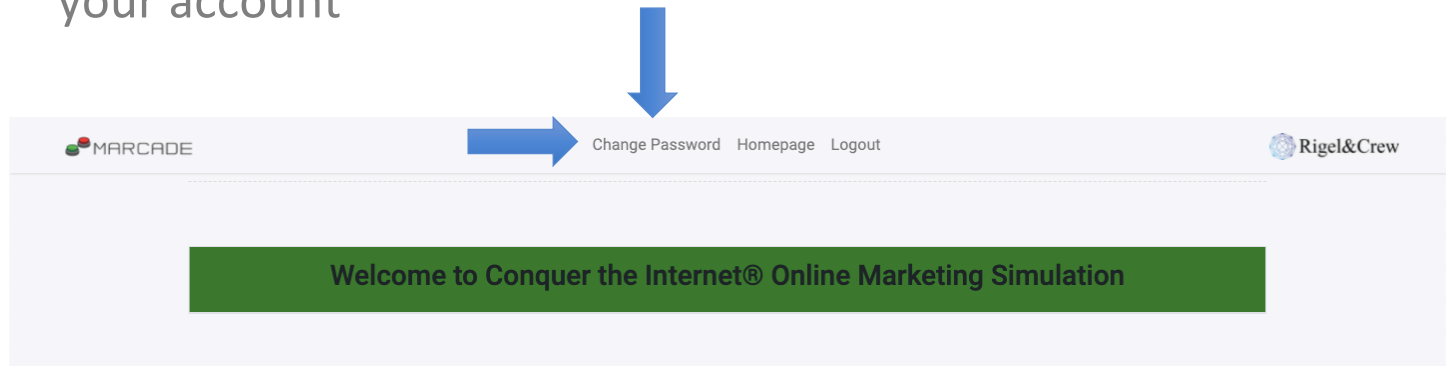 your account
MARCADE
Change Password Homepage Logout
Rigel&Crew
Welcome to Conquer the Internet® Online Marketing Simulation